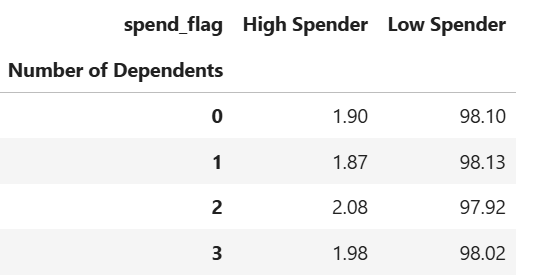 spend_flag High Spender Low Spender
Number of Dependents
0 1.90 98.10
1 1.87 98.13
2 2.08 97.92
3 1.98 98.02